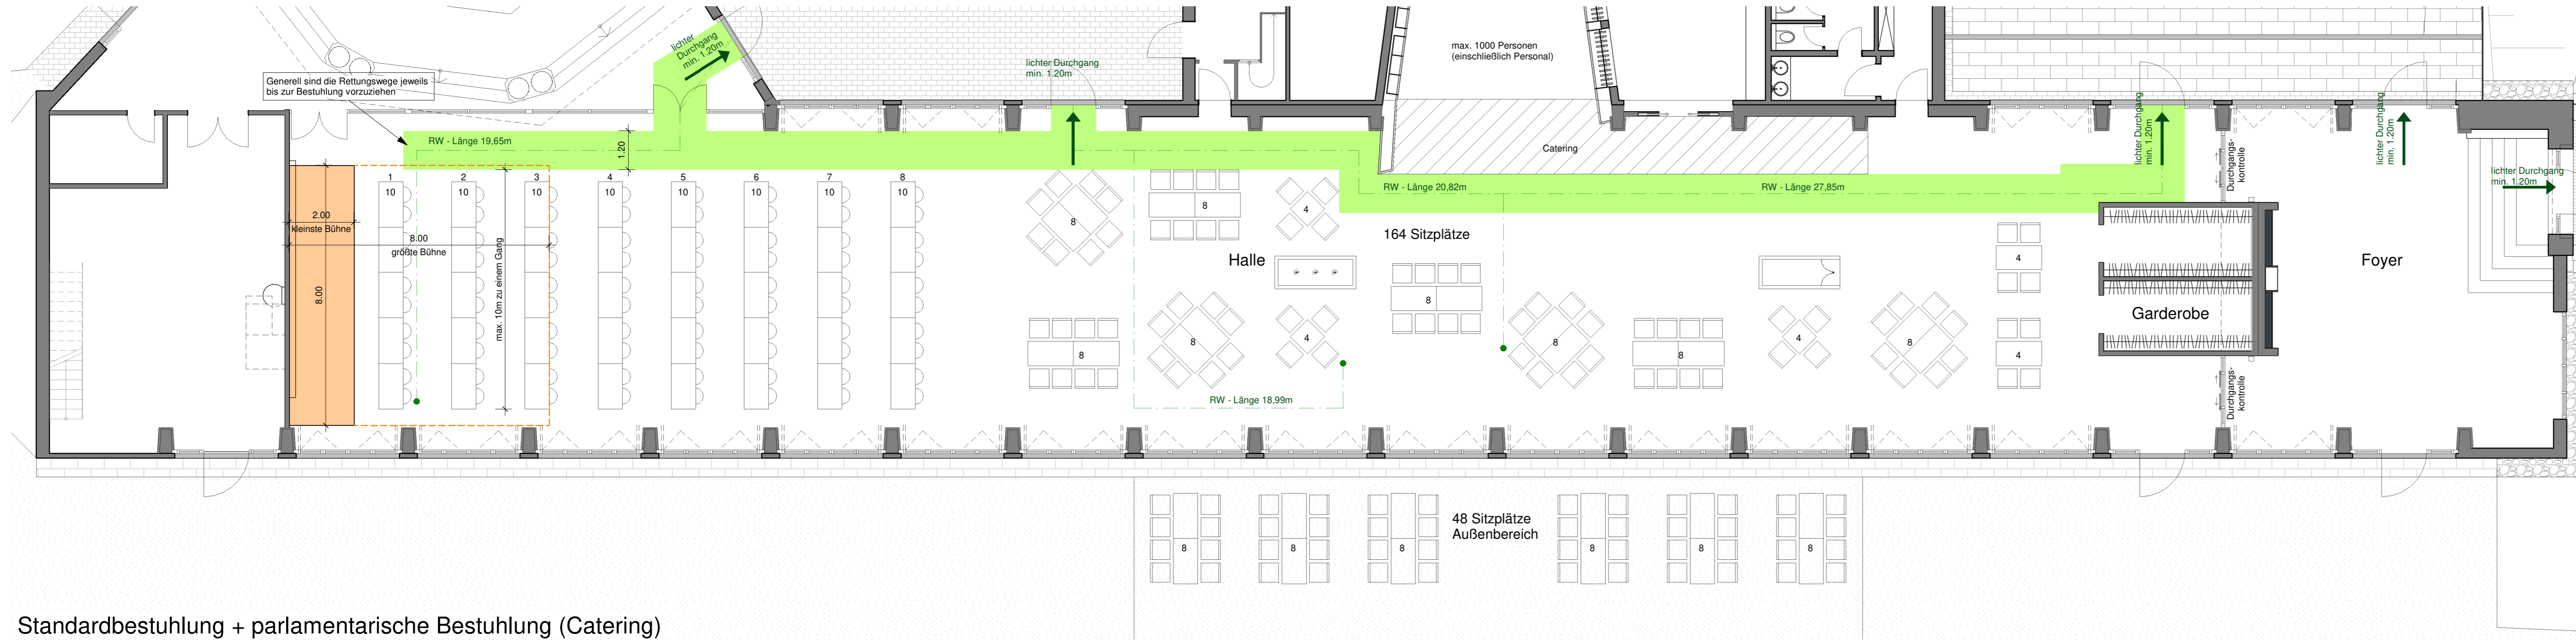 lichter
Durchgang
min. 1.20m
lichter Durchgang
min. 1.20m
max. 1000 Personen
(einschließlich Personal)
Generell sind die Rettungswege jeweils
bis zur Bestuhlung vorzuziehen
RW - Länge 19,65m
1.20
Catering
lichter Durchgang
min. 1.20m
Durchgangs-
kontrolle
lichter Durchgang
min. 1.20m
lichter Durchgang
min. 1.20m
RW - Länge 20,82m
RW - Länge 27,85m
1
2
3
4
5
6
7
8
10
10
10
10
10
10
10
10
2.00
kleinste Bühne
8.00
größte Bühne
8.00
max. 10m zu einem Gang
8
8
4
164 Sitzplätze
Halle
8
4
Foyer
Garderobe
8
8
4
8
8
4
8
4
RW - Länge 18,99m
Durchgangs-
kontrolle
48 Sitzplätze
Außenbereich
8
8
8
8
8
8
Standardbestuhlung + parlamentarische Bestuhlung (Catering)